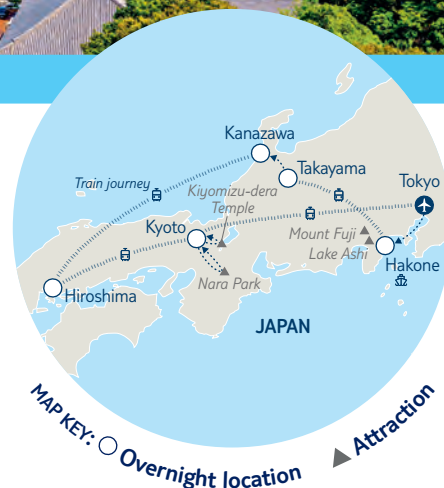 Kanazawa
Takayama
Train journey
Kiyomizu-dera
Temple
Tokyo
Kyoto
Mount Fuji
Lake Ashi
Hakone
Nara Park
Hiroshima
JAPAN
MAP KEY: Overnight location Attraction